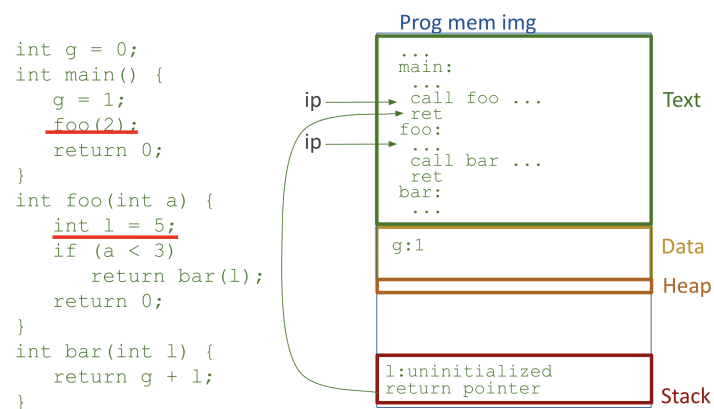 int g = 0;
int main() {
g = 1;
foo(2);
return 0;
}
int foo(int a) {
int l = 5;
if (a < 3)
return bar(l);
return 0;
}
int bar(int l) {
return g + l;
}
Prog mem img
...
main:
...
ip
call foo ...
ret
foo:
ip
...
call bar ...
ret
bar:
...
Text
g:1
Data
Heap
l:uninitialized
return pointer
Stack